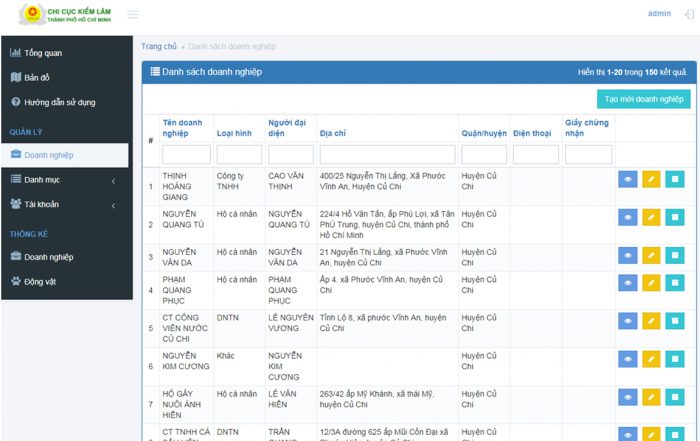 CHI CỤC KIỂM LÂM
THÀNH PHỐ HỒ CHÍ MINH
admin
Tổng quan
Bản đồ
Hướng dẫn sử dụng
QUẢN LÝ
Doanh nghiệp
Danh mục
Tài khoản
THỐNG KÊ
Doanh nghiệp
Động vật
Trang chủ » Danh sách doanh nghiệp
Danh sách doanh nghiệp
Hiển thị 1-20 trong 150 kết quả.
Tạo mới doanh nghiệp
# Tên doanh nghiệp Loại hình Người đại diện Địa chỉ Quận/huyện Điện thoại Giấy chứng nhận
1 THỊNH HOÀNG GIANG Công ty TNHH CAO VĂN THỊNH 400/25 Nguyễn Thị Lắng, Xã Phước Vĩnh An, Huyện Củ Chi Huyện Củ Chi
2 NGUYỄN QUANG TÚ Hộ cá nhân NGUYỄN QUANG TÚ 224/4 Hồ Văn Tắn, ấp Phú Lợi, xã Tân PhÚ Trung, huyện Củ Chi, thành phố Hồ Chí Minh Huyện Củ Chi
3 NGUYỄN VĂN DA Hộ cá nhân NGUYỄN VĂN DA 21 Nguyễn Thị Lắng, xã Phước Vĩnh An, huyện Củ Chi Huyện Củ Chi
4 PHẠM QUANG PHỤC Hộ cá nhân PHẠM QUANG PHỤC Ấp 4, xã Phước Vĩnh An, huyện Củ Chi Huyện Củ Chi
5 CT CÔNG VIÊN NƯỚC CỦ CHI DNTN LÊ NGUYÊN VƯƠNG Tỉnh Lộ 8, xã phước Vĩnh An, huyện Củ Chi Huyện Củ Chi
6 NGUYỄN KIM CƯƠNG Khác NGUYỄN KIM CƯƠNG Huyện Củ Chi
7 HỘ GÂY NUÔI ÁNH HIỀN Hộ cá nhân LÊ VĂN HIỀN 263/42 ấp Mỹ Khánh, xã thái Mỹ, huyện Củ Chi Huyện Củ Chi
CT TNHH CÁ DNTN TRẦN 12/3A đường 625 ấp Mũi Côn Đại xã Huyện Củ